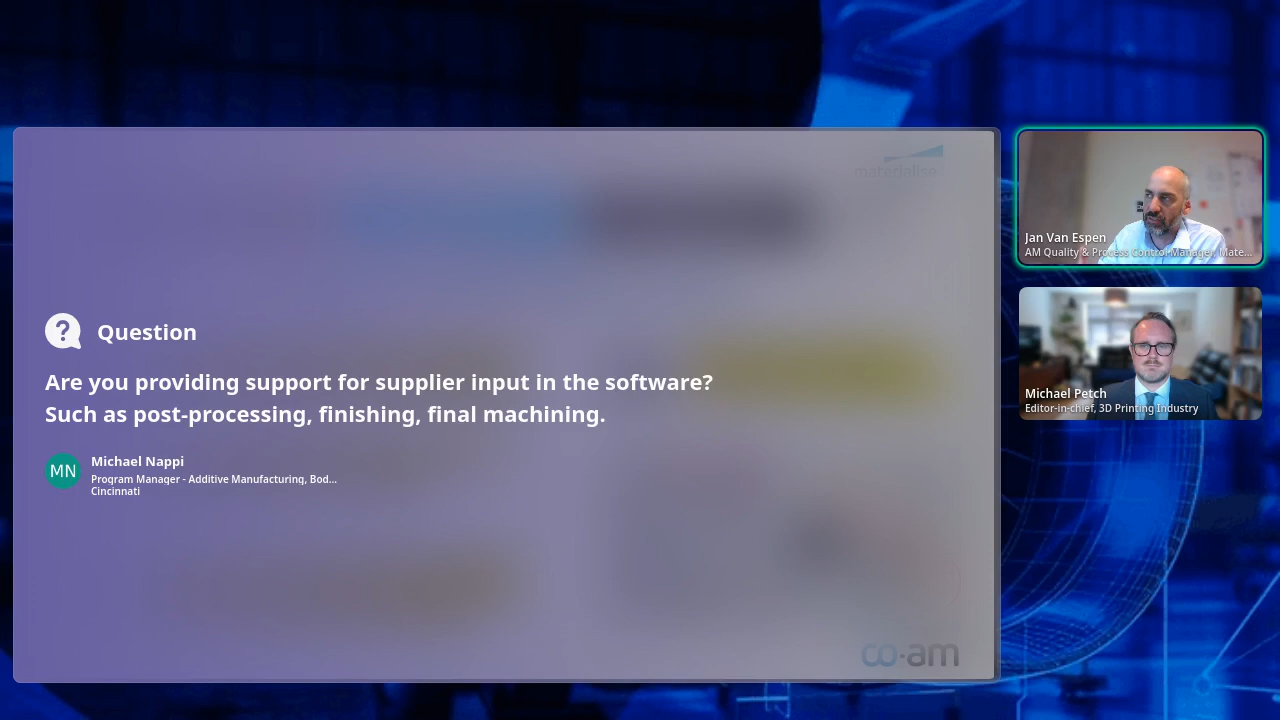 materialise
Question
Are you providing support for supplier input in the software?
Such as post-processing, finishing, final machining.
MN
Michael Nappi
Program Manager - Additive Manufacturing, Bod...
Cincinnati
co·am
Jan Van Espen
AM Quality & Process Control Manager, Mate...
Michael Petch
Editor-in-chief, 3D Printing Industry